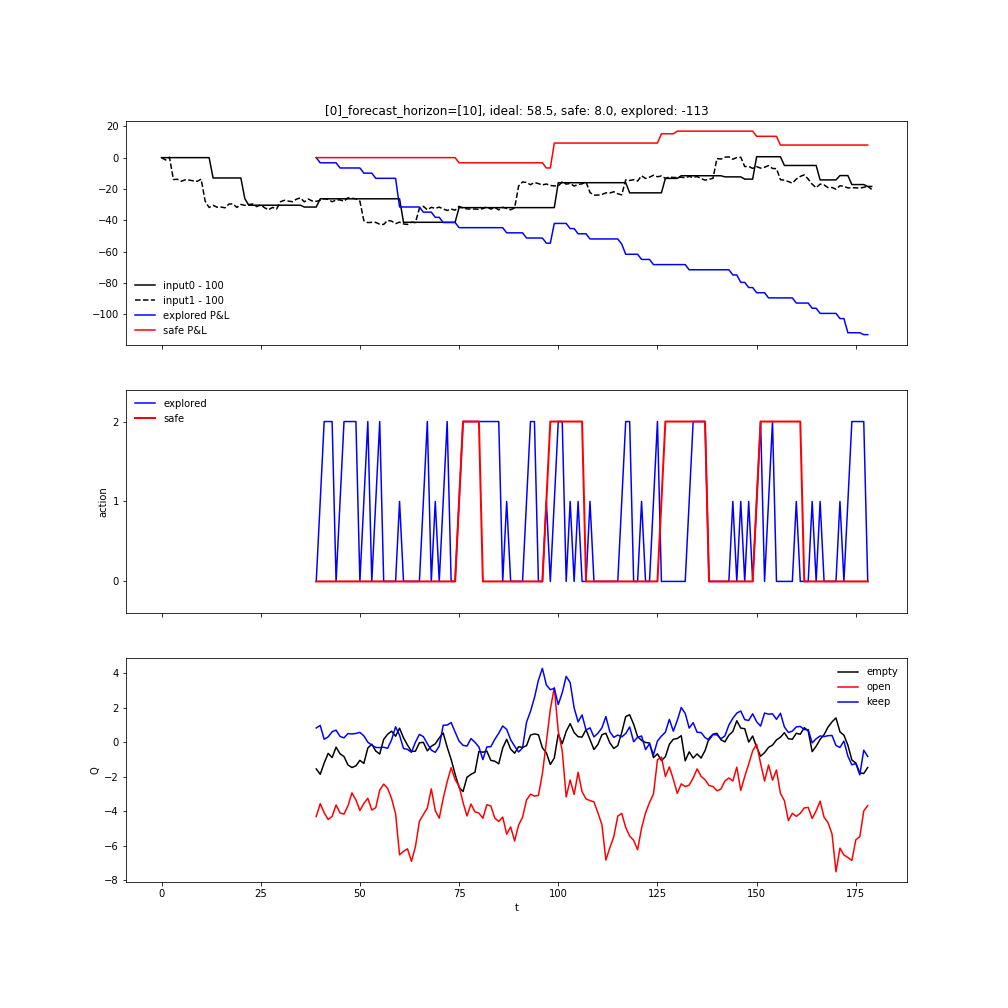 [0]_forecast_horizon=[10], ideal: 58.5, safe: 8.0, explored: -113
20
0
−20
−40
−60
−80
−100
input0 - 100
input1 - 100
explored P&L
safe P&L
2
1
0
action
explored
safe
4
2
0
−2
−4
−6
−8
Q
empty
open
keep
0 25 50 75 100 125 150 175
t